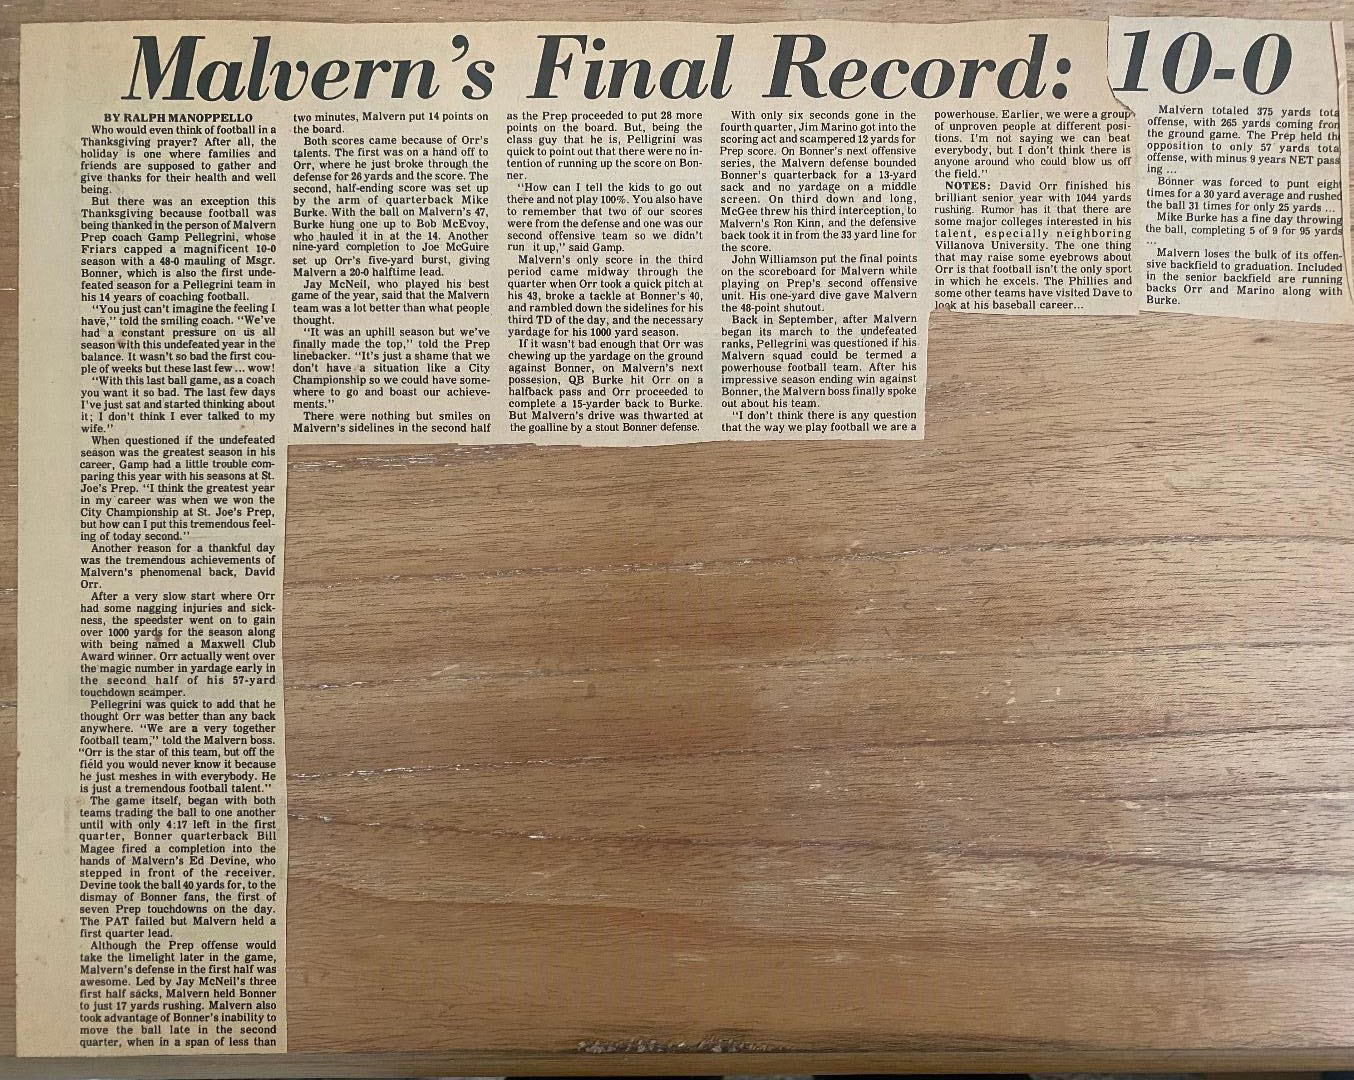 Malvern's Final Record: 10-0
BY RALPH MANOPPELLO
Who would even think of football in a
Thanksgiving prayer? After all, the
holiday is one where families and
friends are supposed to gather and
give thanks for their health and well
being.
But there was an exception this
Thanksgiving because football was
being thanked in the person of Malvern
Prep coach Gamp Pellegrini, whose
Friars capped a magnificent 10-0
season with a 48-0 mauling of Msgr.
Bonner, which is also the first unde-
feated season for a Pellegrini team in
his 14 years of coaching football.
"You just can't imagine the feeling I
have," told the smiling coach. "We've
had a constant pressure on us all
season with this undefeated year in the
balance. It wasn't so bad the first cou-
ple of weeks but these last few ... wow!
"With this last ball game, as a coach
you want it so bad. The last few days
I've just sat and started thinking about
it; I don't think I ever talked to my
wife."
When questioned if the undefeated
season was the greatest season in his
career, Gamp had a little trouble com-
paring this year with his seasons at St.
Joe's Prep. "I think the greatest year
in my career was when we won the
City Championship at St. Joe's Prep,
but how can I put this tremendous feel-
ing of today second."
Another reason for a thankful day
was the tremendous achievements of
Malvern's phenomenal back, David
Orr.
After a very slow start where Orr
had some nagging injuries and sick-
ness, the speedster went on to gain
over 1000 yards for the season along
with being named a Maxwell Club
Award winner. Orr actually went over
the magic number in yardage early in
the second half of his 57-yard
touchdown scamper.
Pellegrini was quick to add that he
thought Orr was better than any back
anywhere. "We are a very together
football team," told the Malvern boss.
"Orr is the star of this team, but off the
field you would never know it because
he just meshes in with everybody. He
is just a tremendous football talent."
The game itself, began with both
teams trading the ball to one another
until with only 4:17 left in the first
quarter, Bonner quarterback Bill
Magee fired a completion into the
hands of Malvern's Ed Devine, who
stepped in front of the receiver.
Devine took the ball 40 yards for, to the
dismay of Bonner fans, the first of
seven Prep touchdowns on the day.
The PAT failed but Malvern held a
first quarter lead.
Although the Prep offense would
take the limelight later in the game,
Malvern's defense in the first half was
awesome. Led by Jay McNeil's three
first half sacks, Malvern held Bonner
to just 17 yards rushing. Malvern also
took advantage of Bonner's inability to
move the ball late in the second
quarter, when in a span of less than
two minutes, Malvern put 14 points on
the board.
Both scores came because of Orr's
talents. The first was on a hand off to
Orr, where he just broke through the
defense for 26 yards and the score. The
second, half-ending score was set up
by the arm of quarterback Mike
Burke. With the ball on Malvern's 47,
Burke hung one up to Bob McEvoy,
who hauled it in at the 14. Another
nine-yard completion to Joe McGuire
set up Orr's five-yard burst, giving
Malvern a 20-0 halftime lead.
Jay McNeil, who played his best
game of the year, said that the Malvern
team was a lot better than what people
thought.
"It was an uphill season but we've
finally made the top," told the Prep
linebacker. "It's just a shame that we
don't have a situation like a City
Championship so we could have some-
where to go and boast our achieve-
ments."
There were nothing but smiles on
Malvern's sidelines in the second half
as the Prep proceeded to put 28 more
points on the board. But, being the
class guy that he is, Pellegrini was
quick to point out that there were no in-
tention of running up the score on Bon-
ner.
"How can I tell the kids to go out
there and not play 100%. You also have
to remember that two of our scores
were from the defense and one was our
second offensive team so we didn't
run it up," said Gamp.
Malvern's only score in the third
period came midway through the
quarter when Orr took a quick pitch at
his 43, broke a tackle at Bonner's 40,
and rambled down the sidelines for his
third TD of the day, and the necessary
yardage for his 1000 yard season.
If it wasn't bad enough that Orr was
chewing up the yardage on the ground
against Bonner, on Malvern's next
possesion, QB Burke hit Orr on a
halfback pass and Orr proceeded to
complete a 15-yarder back to Burke.
But Malvern's drive was thwarted at
the goalline by a stout Bonner defense.
With only six seconds gone in the
fourth quarter, Jim Marino got into the
scoring act and scampered 12 yards for
Prep score. On Bonner's next offensive
series, the Malvern defense bounded
Bonner's quarterback for a 13-yard
sack and no yardage on a middle
screen. On third down and long,
McGee threw his third interception, to
Malvern's Ron Kinn, and the defensive
back took it in from the 33 yard line for
the score.
John Williamson put the final points
on the scoreboard for Malvern while
playing on Prep's second offensive
unit. His one-yard dive gave Malvern
the 48-point shutout.
Back in September, after Malvern
began its march to the undefeated
ranks, Pellegrini was questioned if his
Malvern squad could be termed a
powerhouse football team. After his
impressive season ending win against
Bonner, the Malvern boss finally spoke
out about his team.
"I don't think there is any question
that the way we play football we are a
powerhouse. Earlier, we were a group
of unproven people at different posi-
tions. I'm not saying we can beat
everybody, but I don't think there is
anyone around who could blow us off
the field."
NOTES: David Orr finished his
brilliant senior year with 1044 yards
rushing. Rumor has it that there are
some major colleges interested in his
talent, especially neighboring
Villanova University. The one thing
that may raise some eyebrows about
Orr is that football isn't the only sport
in which he excels. The Phillies and
some other teams have visited Dave to
look at his baseball career...
Malvern totaled 375 yards tota
offense, with 265 yards coming from
the ground game. The Prep held th
opposition to only 57 yards tota
offense, with minus 9 years NET pass
ing ...
Bonner was forced to punt eight
times for a 30 yard average and rushed
the ball 31 times for only 25 yards ...
Mike Burke has a fine day throwing
the ball, completing 5 of 9 for 95 yards
...
Malvern loses the bulk of its offen-
sive backfield to graduation. Included
in the senior backfield are running
backs Orr and Marino along with
Burke.